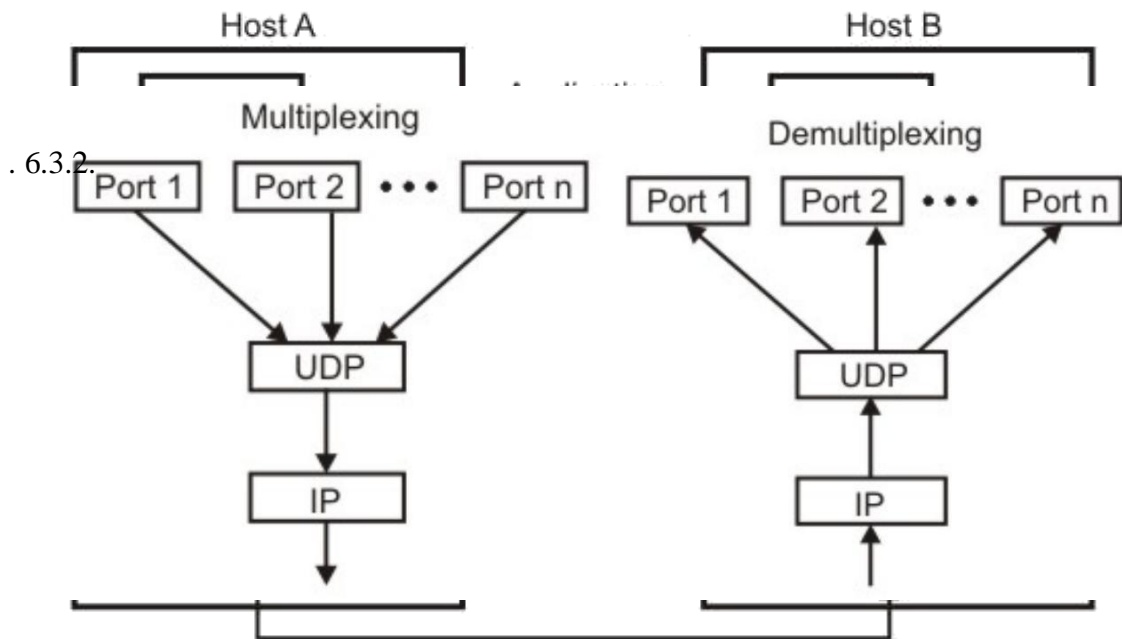 Host A
Host B
Multiplexing
Demultiplexing
. 6.3.2.
Port 1
Port 2
Port n
Port 1
Port 2
Port n
UDP
UDP
IP
IP